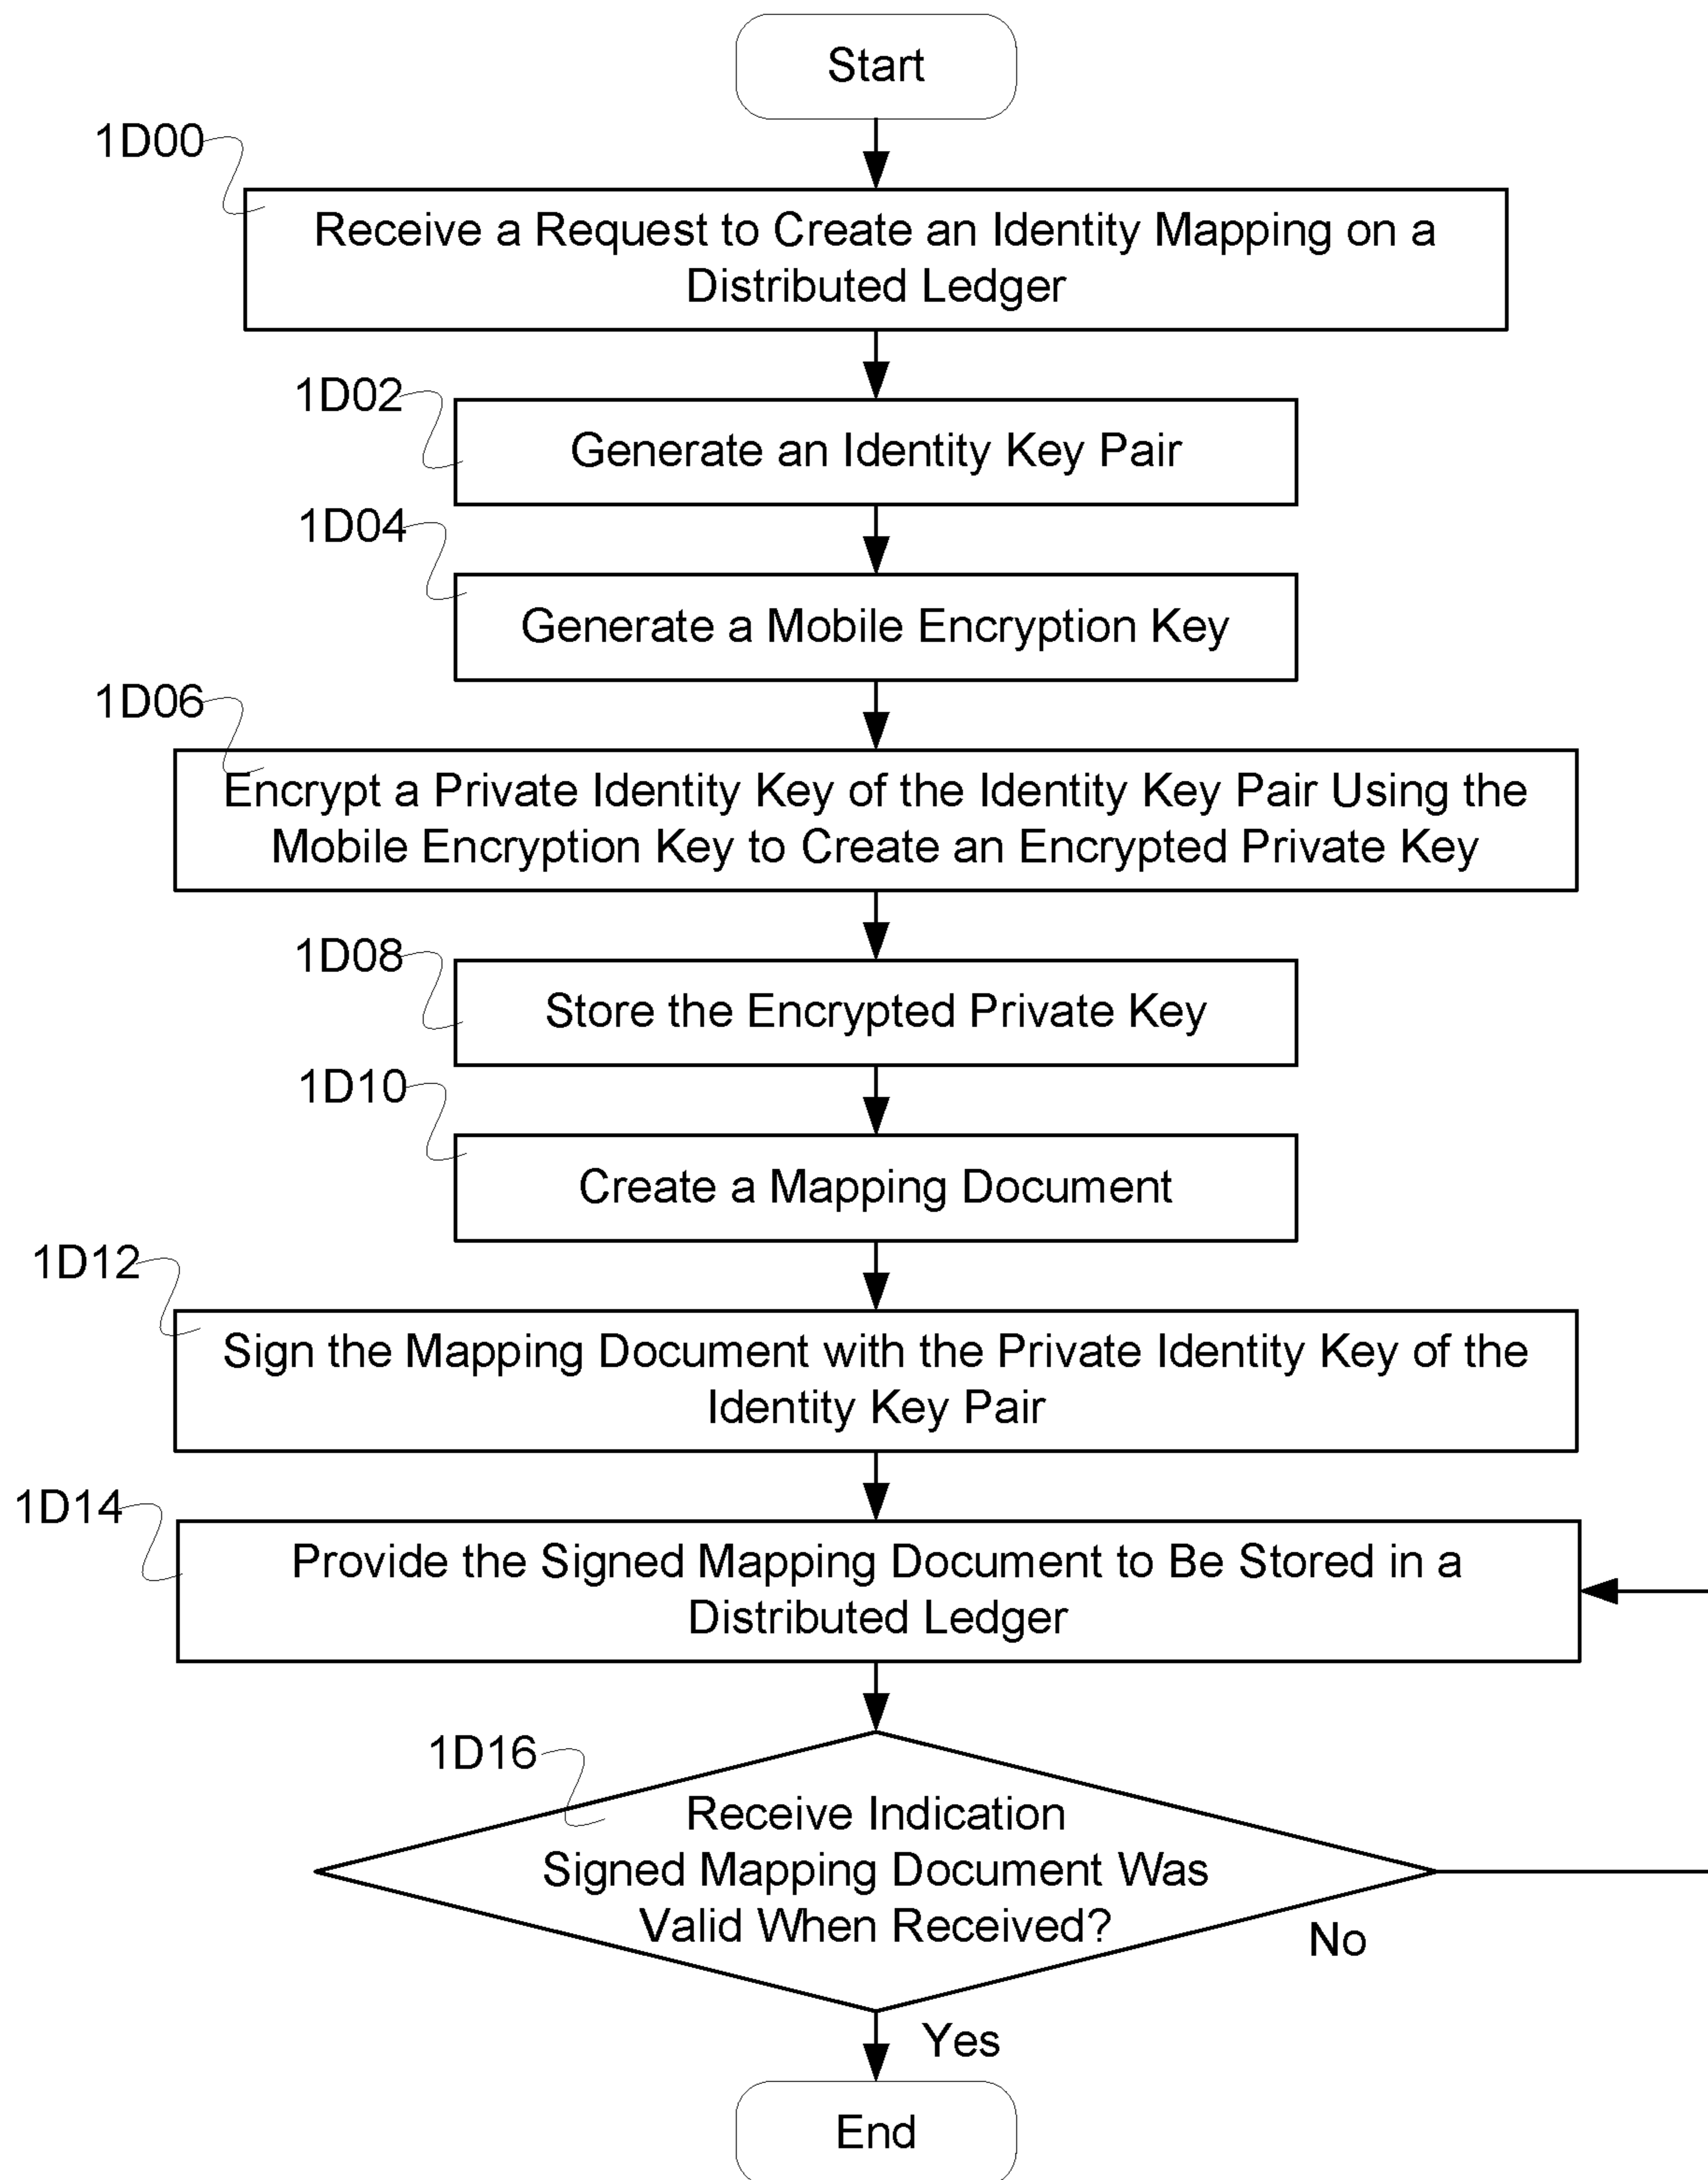 Start
1D00
Receive a Request to Create an Identity Mapping on a
Distributed Ledger
1D02
Generate an Identity Key Pair
1D04
Generate a Mobile Encryption Key
1D06
Encrypt a Private Identity Key of the Identity Key Pair Using the
Mobile Encryption Key to Create an Encrypted Private Key
1D08
Store the Encrypted Private Key
1D10
Create a Mapping Document
1D12
Sign the Mapping Document with the Private Identity Key of the
Identity Key Pair
1D14
Provide the Signed Mapping Document to Be Stored in a
Distributed Ledger
1D16
Receive Indication
Signed Mapping Document Was
Valid When Received?
No
Yes
End